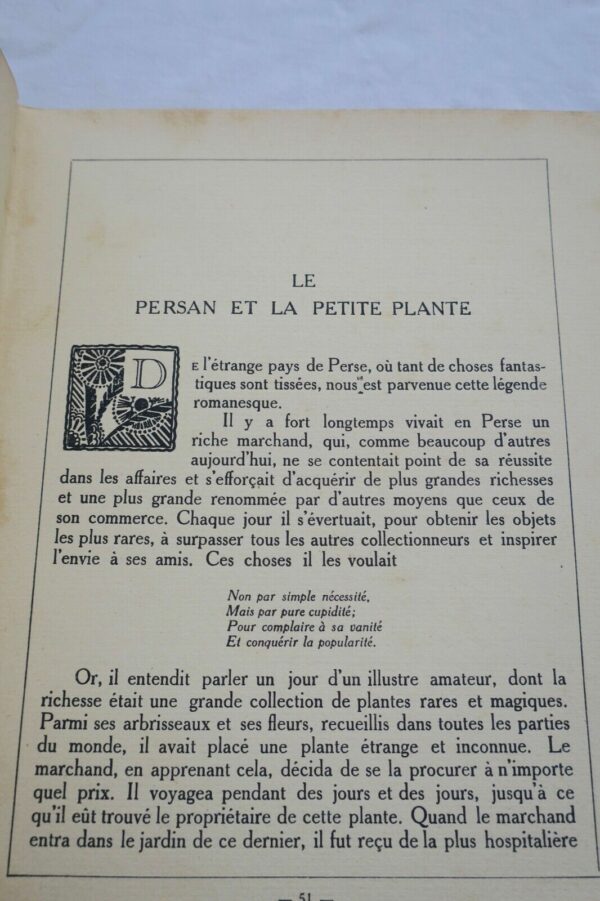 LE
PERSAN ET LA PETITE PLANTE
DE l'étrange pays de Perse, où tant de choses fantas-
tiques sont tissées, nous est parvenue cette légende
romanesque.
Il y a fort longtemps vivait en Perse un
riche marchand, qui, comme beaucoup d'autres
aujourd'hui, ne se contentait point de sa réussite
dans les affaires et s'efforçait d'acquérir de plus grandes richesses
et une plus grande renommée par d'autres moyens que ceux de
son commerce. Chaque jour il s'évertuait, pour obtenir les objets
les plus rares, à surpasser tous les autres collectionneurs et inspirer
l'envie à ses amis. Ces choses il les voulait
Non par simple nécessité,
Mais par pure cupidité;
Pour complaire à sa vanité
Et conquérir la popularité.
Or, il entendit parler un jour d'un illustre amateur, dont la
richesse était une grande collection de plantes rares et magiques.
Parmi ses arbrisseaux et ses fleurs, recueillis dans toutes les parties
du monde, il avait placé une plante étrange et inconnue. Le
marchand, en apprenant cela, décida de se la procurer à n'importe
quel prix. Il voyagea pendant des jours et des jours, jusqu'à ce
qu'il eût trouvé le propriétaire de cette plante. Quand le marchand
entra dans le jardin de ce dernier, il fut reçu de la plus hospitalière
— 51 —